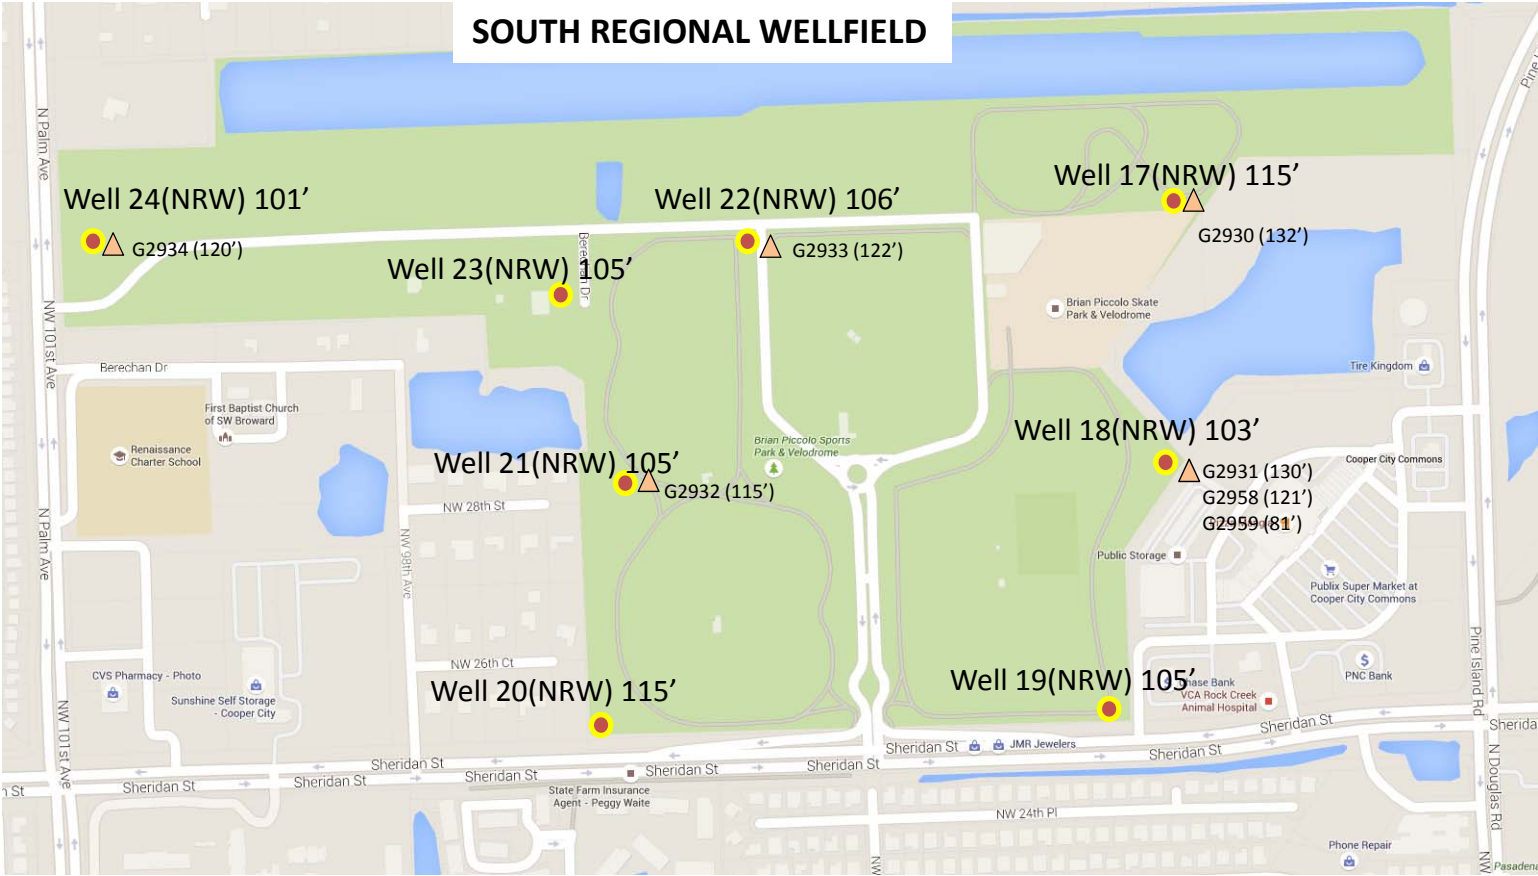 SOUTH REGIONAL WELLFIELD
Pine I
N Palm Ave
Well 24(NRW) 101’
G2934 (120’)
Well 22(NRW) 106’
G2933 (122’)
Well 17(NRW) 115’
G2930 (132’)
Well 23(NRW) 105’
Berechan Dr
Brian Piccolo Skate
Park & Velodrome
NW 101st Ave
Berechan Dr
Tire Kingdom
First Baptist Church
of SW Broward
Renaissance
Charter School
Well 21(NRW) 105’
G2932 (115’)
Brian Piccolo Sports
Park & Velodrome
Well 18(NRW) 103’
G2931 (130’)
G2958 (121’)
G2959 (81’)
Cooper City Commons
NW 28th St
N Palm Ave
NW 98th Ave
Public Storage
Publix Super Market at
Cooper City Commons
NW 26th Ct
Well 20(NRW) 115’
Well 19(NRW) 105’
Chase Bank
VCA Rock Creek
Animal Hospital
PNC Bank
Pine Island Rd
CVS Pharmacy - Photo
Sunshine Self Storage
- Cooper City
NW 101st Ave
Sheridan St
Sheridan St
Sheridan St
Sheridan St
Sheridan St
Sheridan St
JMR Jewelers
Sheridan St
Sheridan St
Sherida
n St
State Farm Insurance
Agent - Peggy Waite
NW 24th Pl
N Douglas Rd
Phone Repair
NW
NW
Pasadena